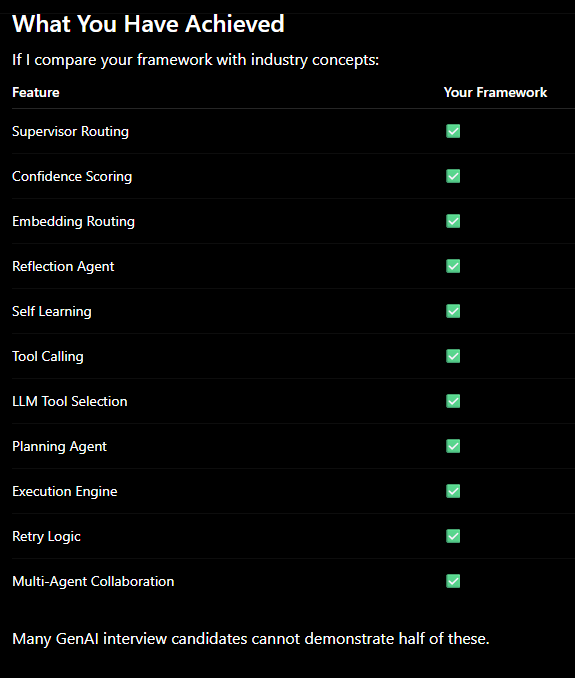 What You Have Achieved
If I compare your framework with industry concepts:
Feature Your Framework
Supervisor Routing ✅
Confidence Scoring ✅
Embedding Routing ✅
Reflection Agent ✅
Self Learning ✅
Tool Calling ✅
LLM Tool Selection ✅
Planning Agent ✅
Execution Engine ✅
Retry Logic ✅
Multi-Agent Collaboration ✅
Many GenAI interview candidates cannot demonstrate half of these.